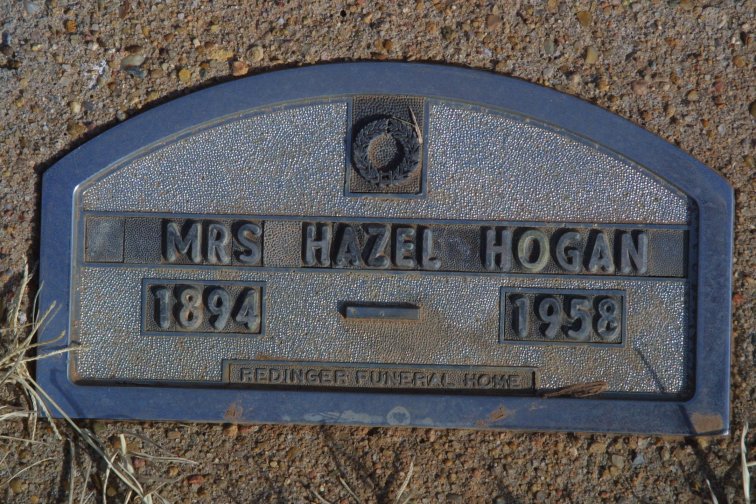 MRS HAZEL HOGAN
1894 - 1958
REDINGER FUNERAL HOME